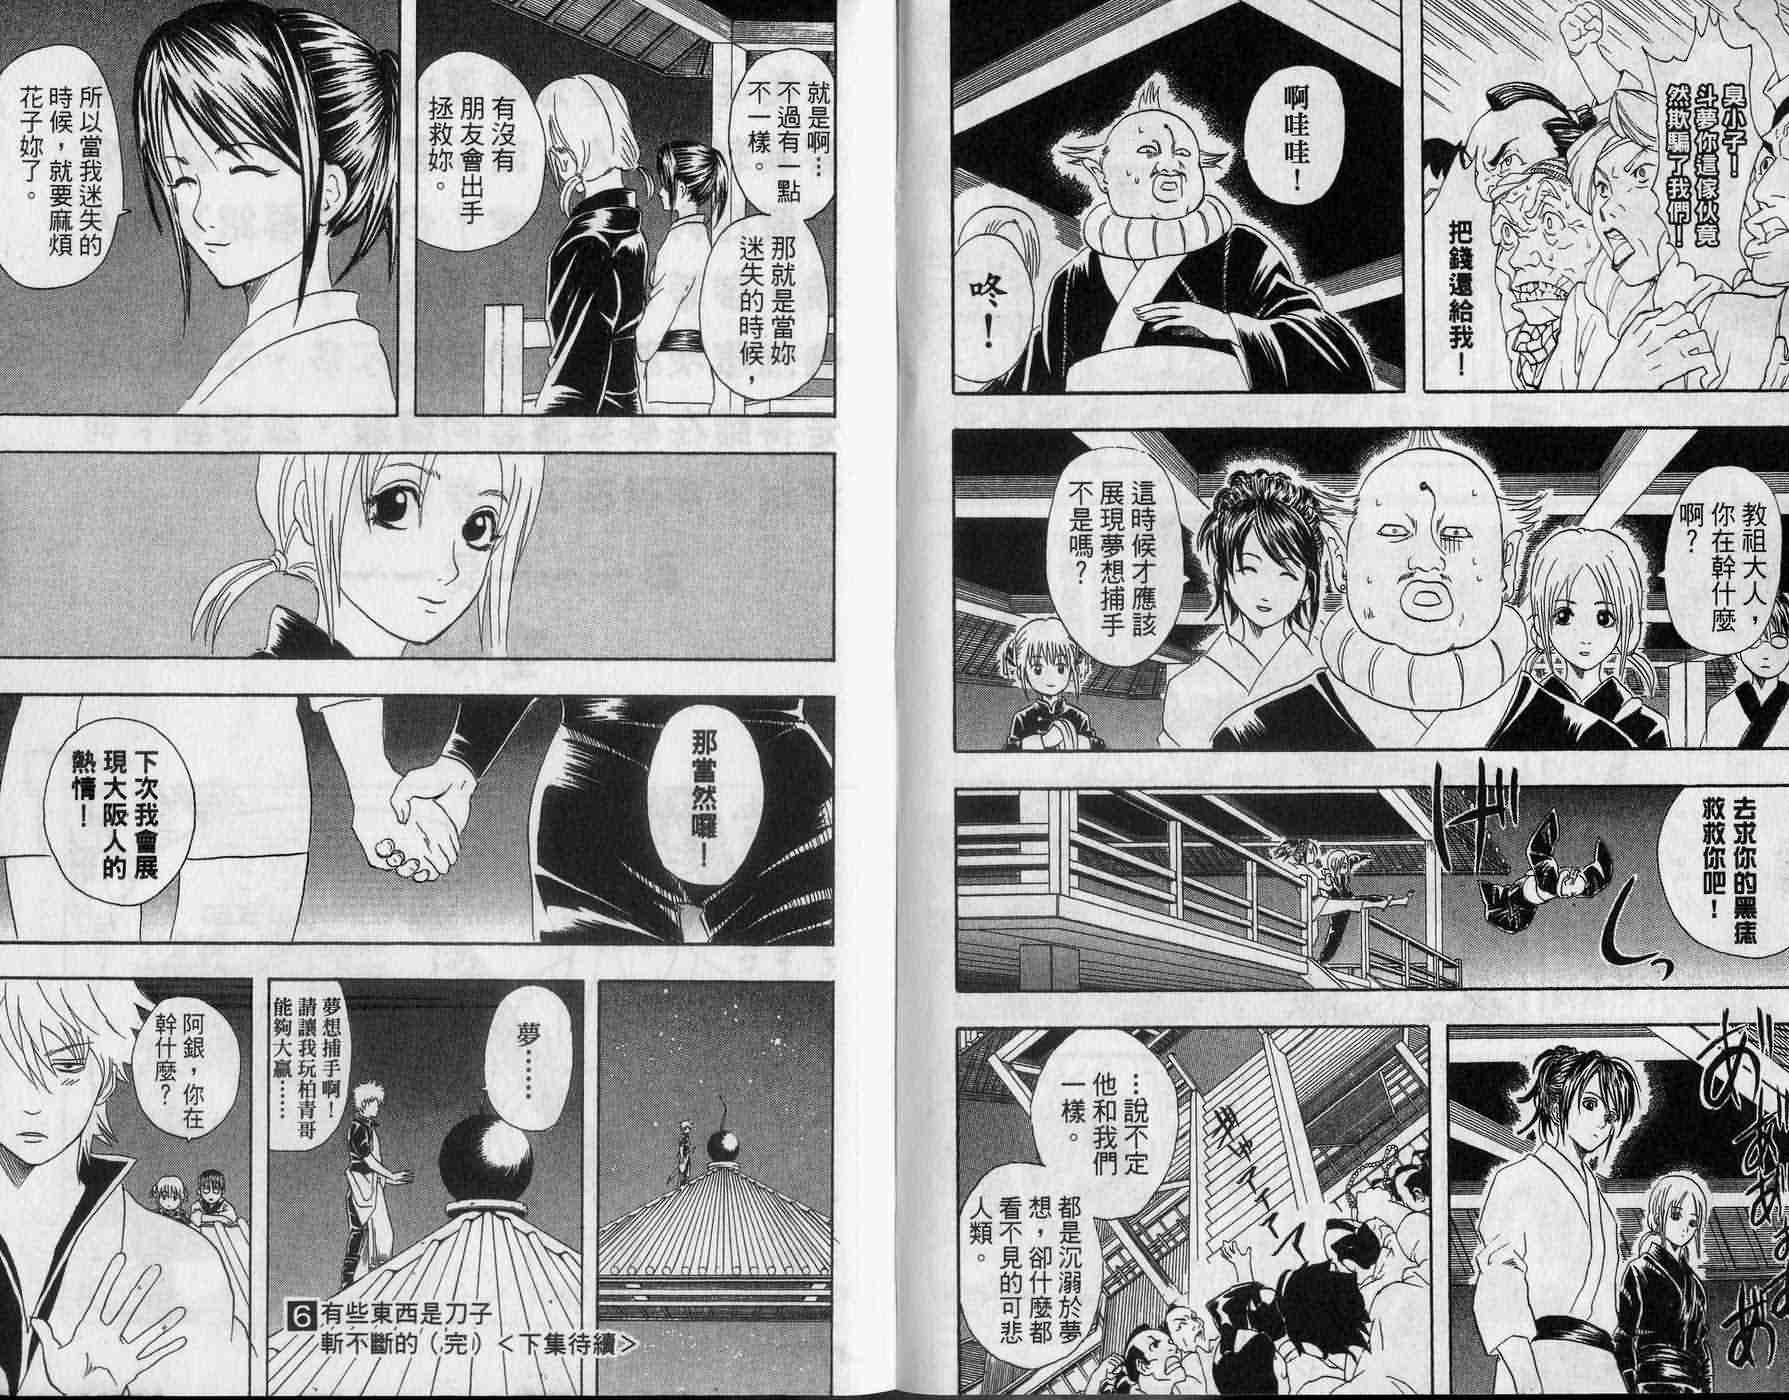 臭小子！
斗夢你這傢伙竟
然欺騙了我們！
把錢還給我！
啊哇哇！
咚！
教祖大人，
你在幹什麼
啊？
這時候才應該
展現夢想捕手
不是嗎？
去求你的黑痣
救救你吧！
…說不定
他和我們
一樣。
都是沉溺於夢
想，卻什麼都
看不見的可悲
人類。
就是啊…
不過有一點
不一樣。
那就是當妳
迷失的時候，
有沒有
朋友會出手
拯救妳。
所以當我迷失的
時候，就要麻煩
花子妳了。
那當然囉！
下次我會展
現大阪人的
熱情！
夢……
夢想捕手啊！
請讓我玩柏青哥
能夠大贏……
阿銀，你在
幹什麼？
6 有些東西是刀子
斬不斷的（完）＜下集待續＞